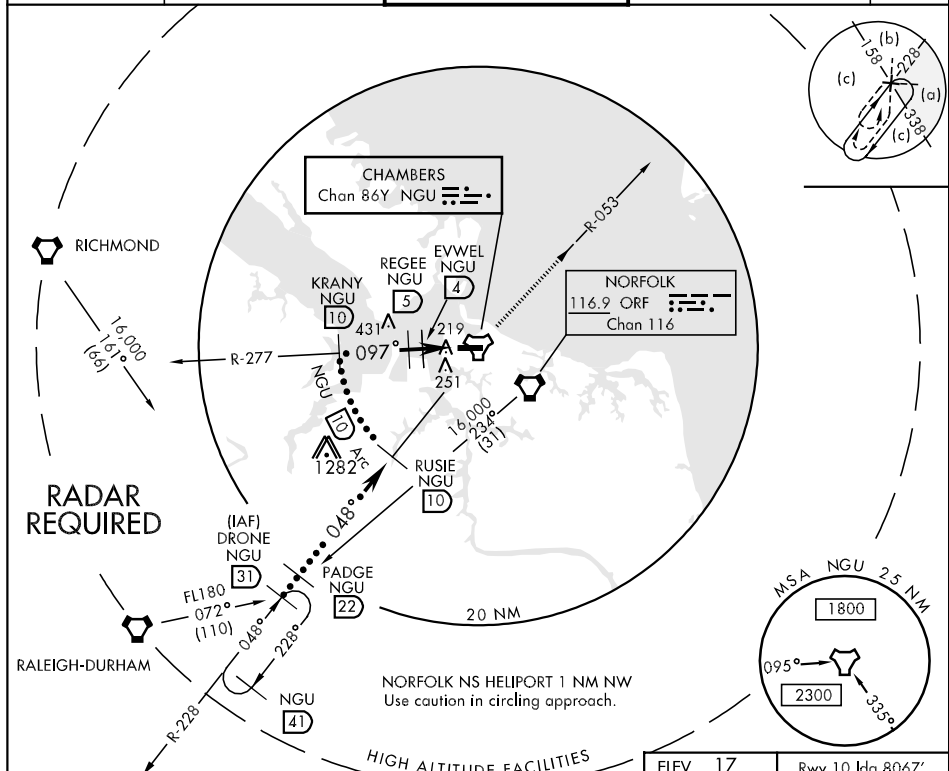 (b)
158
228
(c)
(a)
338
(c)
CHAMBERS
Chan 86Y NGU
R-053
RICHMOND
16,000
161°
(66)
KRANY
NGU
10
REGEE
NGU
5
EVWEL
NGU
4
NORFOLK
116.9 ORF
Chan 116
431
219
097°
251
R-277
NGU
10
Arc
1282
16,000
234°
(31)
RUSIE
NGU
10
RADAR
REQUIRED
(IAF)
DRONE
NGU
31
048°
PADGE
NGU
22
FL180
072°
(110)
048°
228°
20 NM
RALEIGH-DURHAM
NGU
41
R-228
NORFOLK NS HELIPORT 1 NM NW
Use caution in circling approach.
MSA NGU 25 NM
1800
095°
2300
335°
HIGH ALTITUDE FACILITIES
ELEV 17
Rwy 10 ldg 8067'